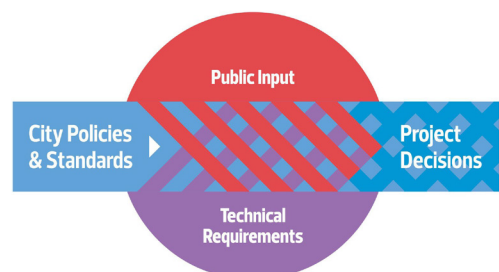 Public Input
City Policies
& Standards
Project
Decisions
Technical
Requirements